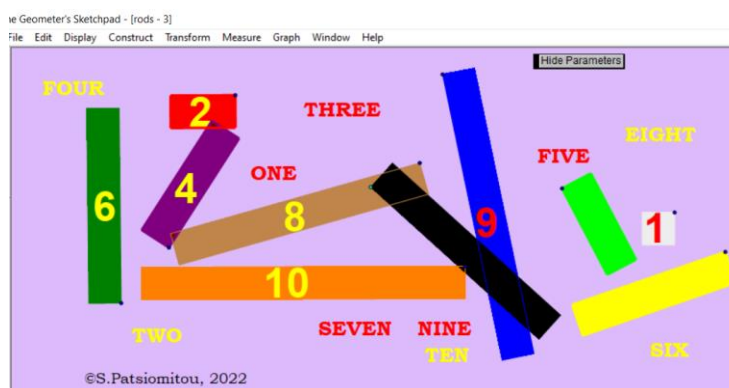 he Geometer's Sketchpad - [rods - 3]
File Edit Display Construct Transform Measure Graph Window Help
Hide Parameters
FOUR
2
THREE
EIGHT
FIVE
ONE
4
6
8
9
1
10
TWO
SEVEN
NINE
TEN
SIX
©S.Patsiomitou, 2022